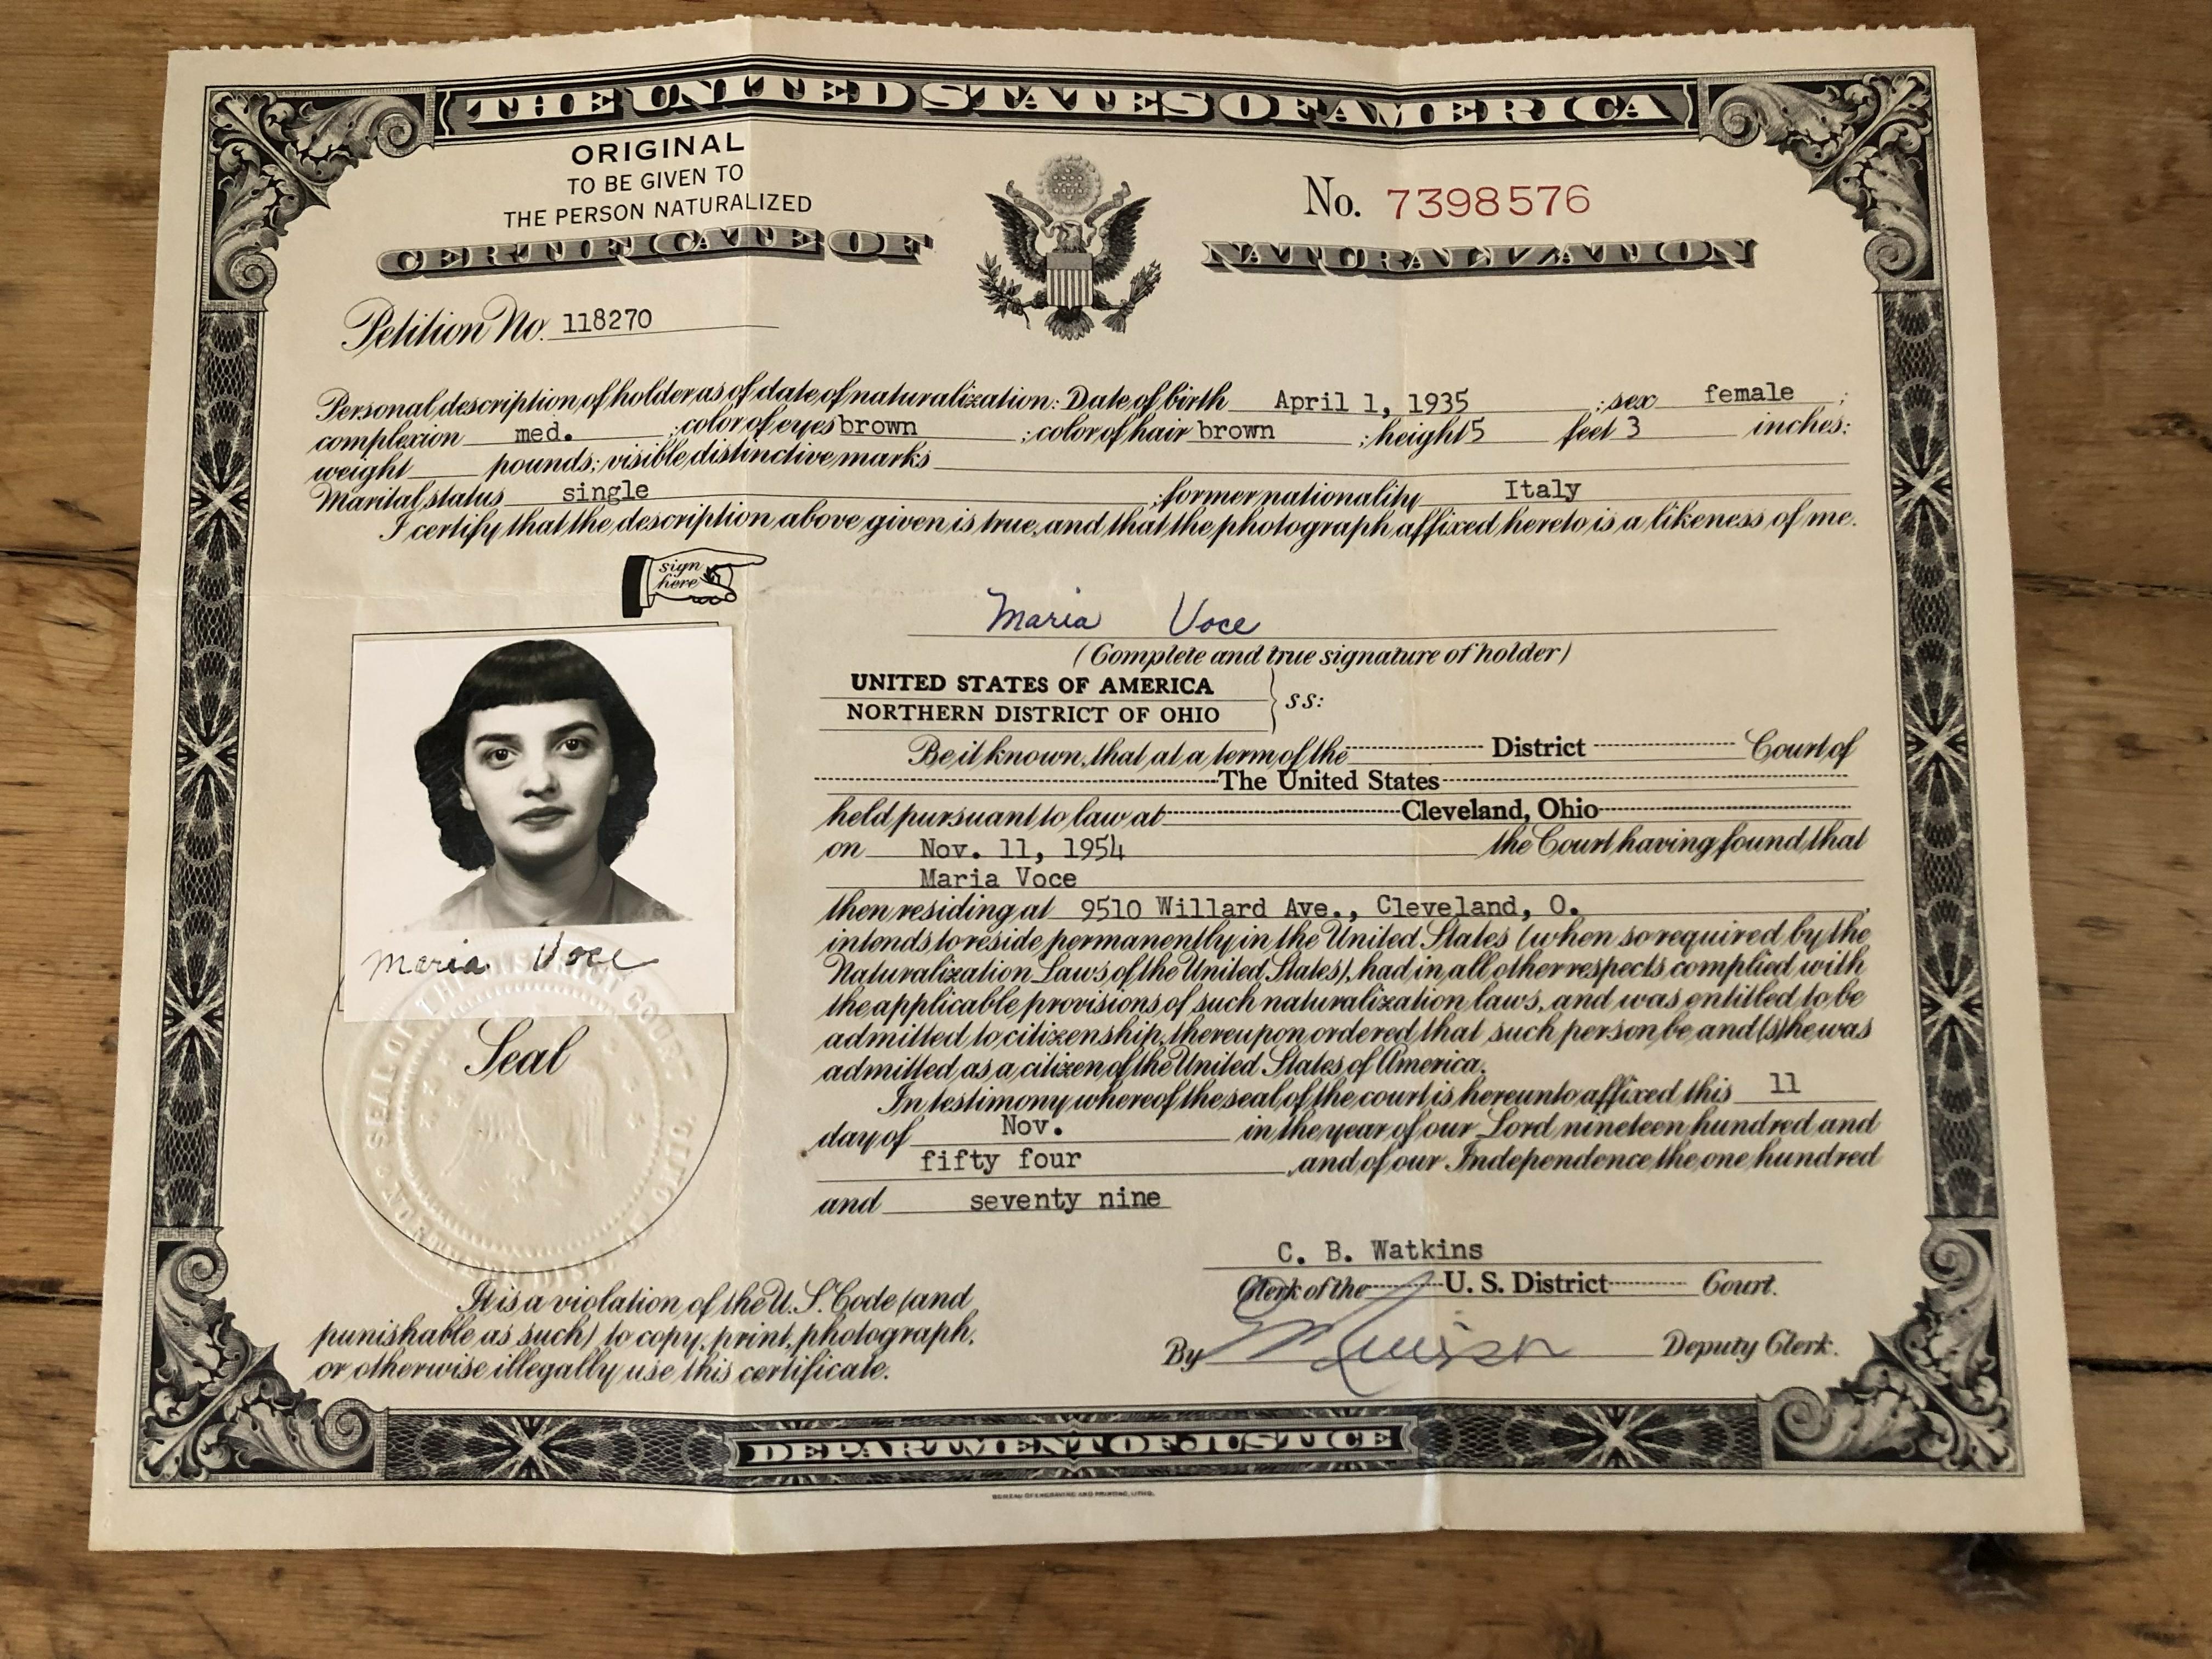 THE UNITED STATES OF AMERICA
ORIGINAL
TO BE GIVEN TO
THE PERSON NATURALIZED
No. 7398576
CERTIFICATE OF NATURALIZATION
Petition No. 118270
Personal description of holder as of date of naturalization: Date of birth April 1, 1935 ; sex female ;
complexion med. ; color of eyes brown ; color of hair brown ; height 5 feet 3 inches;
weight pounds; visible distinctive marks
Marital status single ; former nationality Italy
I certify that the description above given is true, and that the photograph affixed hereto is a likeness of me.
sign
here
Maria Voce
(Complete and true signature of holder)
UNITED STATES OF AMERICA
NORTHERN DISTRICT OF OHIO
ss:
Be it known, that at a term of the District Court of
The United States
held pursuant to law at Cleveland, Ohio
on Nov. 11, 1954 the Court having found that
Maria Voce
then residing at 9510 Willard Ave., Cleveland, O.,
intends to reside permanently in the United States (when so required by the
Naturalization Laws of the United States), had in all other respects complied with
the applicable provisions of such naturalization laws, and was entitled to be
admitted to citizenship, thereupon ordered that such person be and (s)he was
admitted as a citizen of the United States of America.
In testimony whereof the seal of the court is hereunto affixed this 11
day of Nov. in the year of our Lord nineteen hundred and
fifty four , and of our Independence the one hundred
and seventy nine
Maria Voce
Seal
SEAL OF THE
COURT
OHIO
C. B. Watkins
Clerk of the U. S. District Court.
By Deputy Clerk.
It is a violation of the U. S. Code (and
punishable as such) to copy, print, photograph,
or otherwise illegally use this certificate.
DEPARTMENT OF JUSTICE
BUREAU OF ENGRAVING AND PRINTING, LITHO.